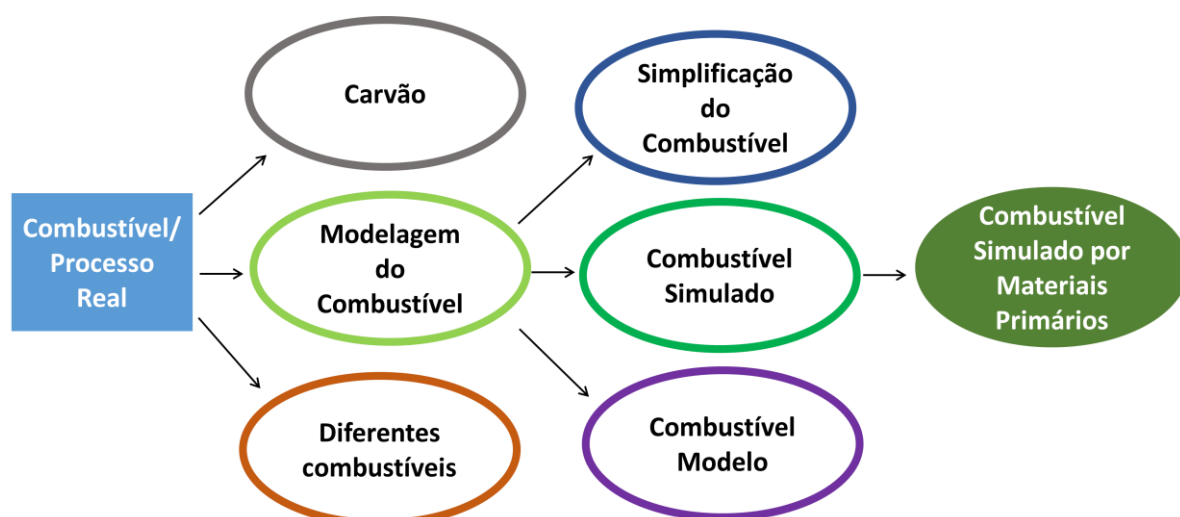 Combustível/
Processo
Real
Carvão
Modelagem
do
Combustível
Diferentes
combustíveis
Simplificação
do
Combustível
Combustível
Simulado
Combustível
Modelo
Combustível
Simulado por
Materiais
Primários